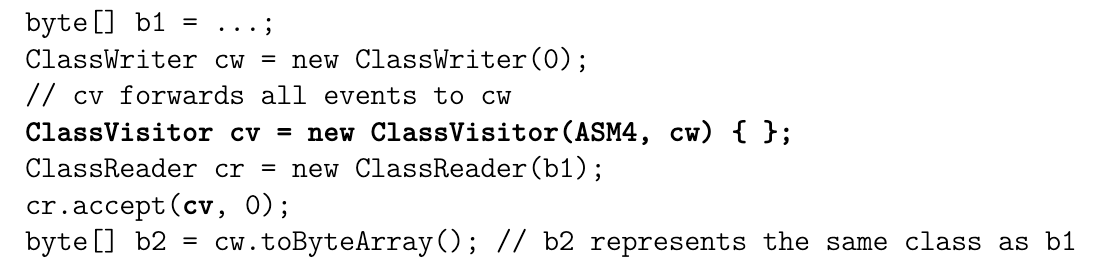 byte[] b1 = ...;
ClassWriter cw = new ClassWriter(0);
// cv forwards all events to cw
ClassVisitor cv = new ClassVisitor(ASM4, cw) { };
ClassReader cr = new ClassReader(b1);
cr.accept(cv, 0);
byte[] b2 = cw.toByteArray(); // b2 represents the same class as b1